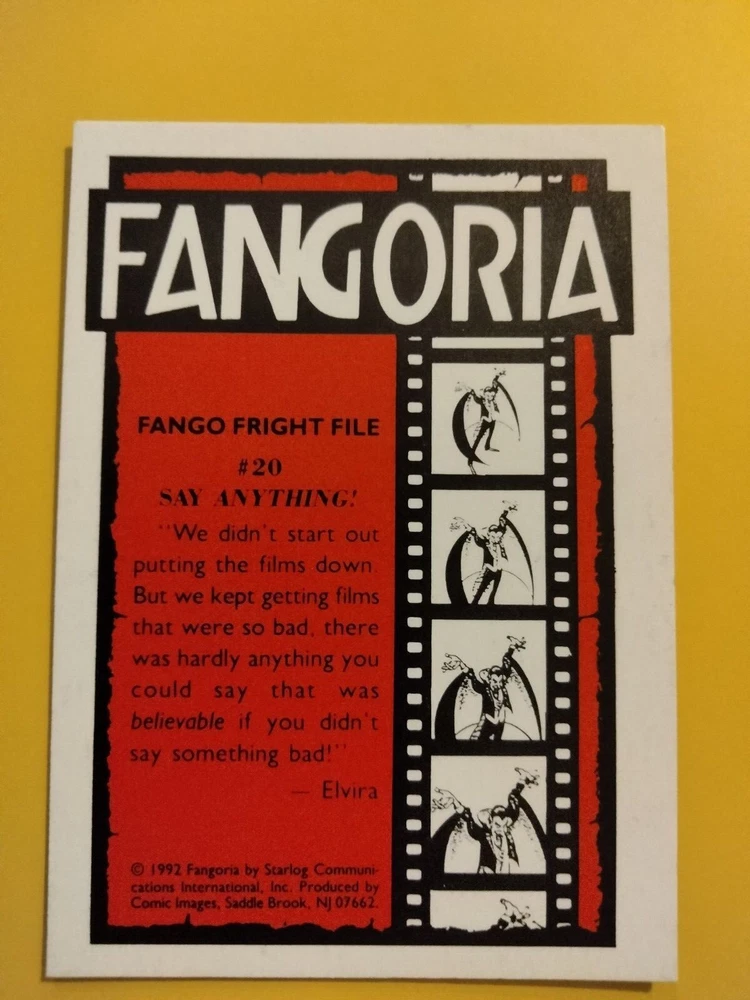 FANGORIA
FANGO FRIGHT FILE
#20
SAY ANYTHING!
"We didn't start out
putting the films down.
But we kept getting films
that were so bad, there
was hardly anything you
could say that was
believable if you didn't
say something bad!"
— Elvira
© 1992 Fangoria by Starlog Communi-
cations International, Inc. Produced by
Comic Images, Saddle Brook, NJ 07662.